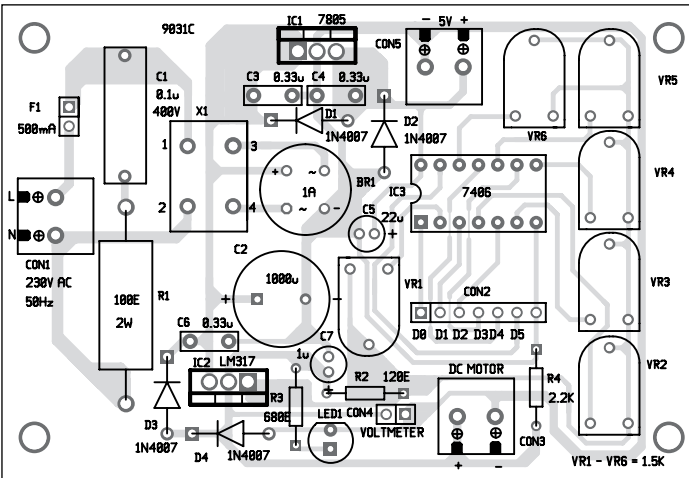 9031C
IC1 7805
- 5V +
CON5
C1
0.1u
400V
C3 0.33u C4 0.33u
VR5
F1
500mA
X1
D1
1N4007
D2
1N4007
VR6
1
3
+ ~
1A
~ -
BR1
IC3
7406
VR4
L
N
2
4
C5
22u
+
CON1
230V AC
50Hz
C2
1000u
+ -
VR1
CON2
VR3
100E
2W
R1
D0 D1 D2 D3 D4 D5
C6 0.33u
C7
1u
+
IC2 LM317
R2 120E
DC MOTOR
R4
2.2K
VR2
R3
680E
CON4
VOLTMETER
D3
1N4007
D4
1N4007
LED1
CON3
+ -
VR1 - VR6 = 1.5K